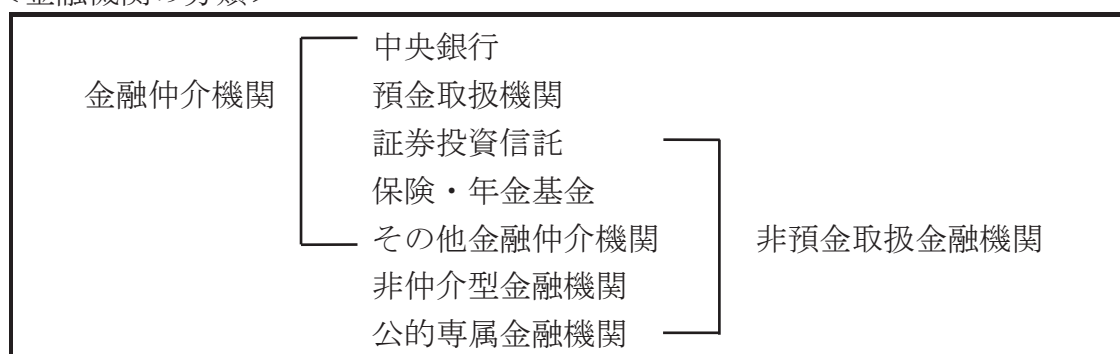 <金融機関の分類>
中央銀行
金融仲介機関 預金取扱機関
証券投資信託
保険・年金基金
その他金融仲介機関 非預金取扱金融機関
非仲介型金融機関
公的専属金融機関